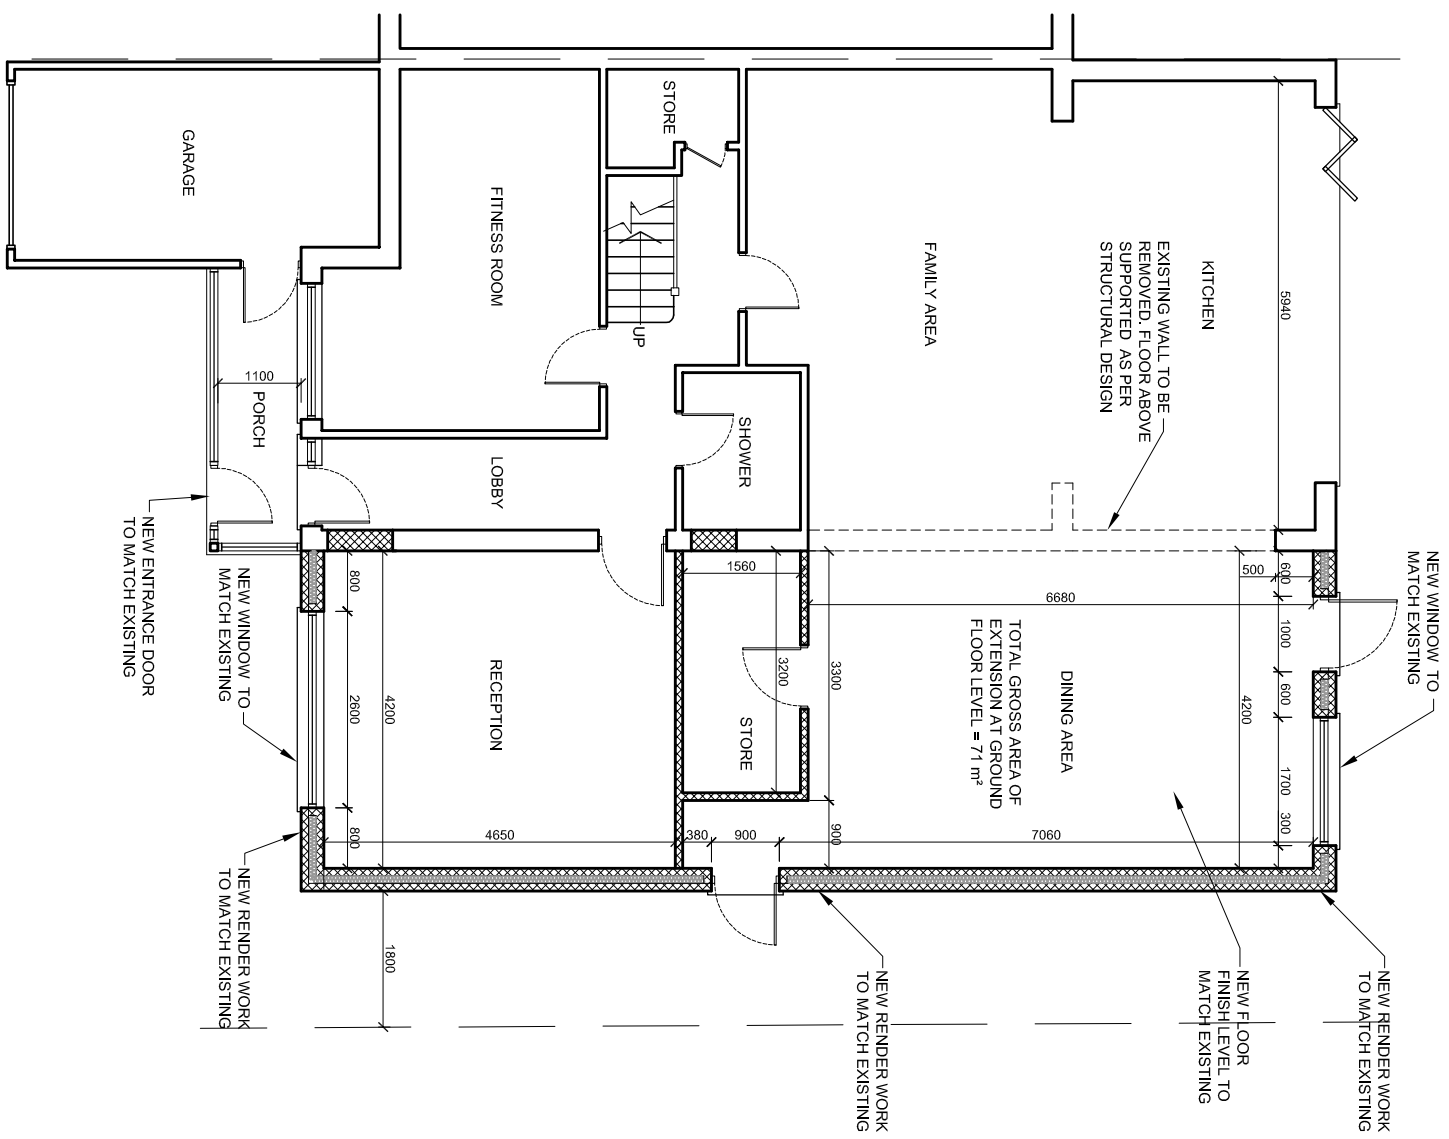 GARAGE
FITNESS ROOM
STORE
UP
FAMILY AREA
KITCHEN
EXISTING WALL TO BE
REMOVED. FLOOR ABOVE
SUPPORTED AS PER
STRUCTURAL DESIGN
5940
1100
PORCH
LOBBY
SHOWER
NEW ENTRANCE DOOR
TO MATCH EXISTING
NEW WINDOW TO
MATCH EXISTING
800
2600
800
4200
RECEPTION
4650
1560
3200
STORE
3300
900
380
900
7060
6680
TOTAL GROSS AREA OF
EXTENSION AT GROUND
FLOOR LEVEL = 71 m²
DINING AREA
4200
500
600
1000
600
1700
300
NEW WINDOW TO
MATCH EXISTING
1800
NEW RENDER WORK
TO MATCH EXISTING
NEW RENDER WORK
TO MATCH EXISTING
NEW FLOOR
FINISH LEVEL TO
MATCH EXISTING
NEW RENDER WORK
TO MATCH EXISTING